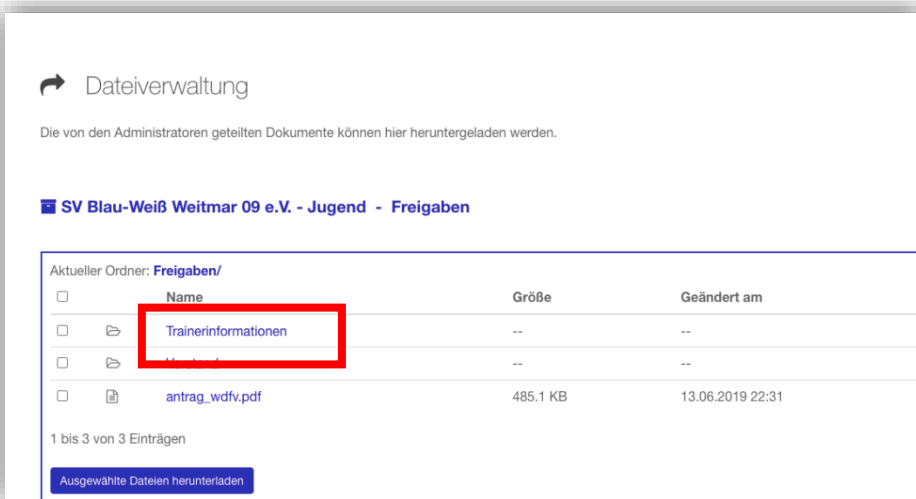 Dateiverwaltung
Die von den Administratoren geteilten Dokumente können hier heruntergeladen werden.
SV Blau-Weiß Weitmar 09 e.V. - Jugend - Freigaben
Aktueller Ordner: Freigaben/
Name Größe Geändert am
Trainerinformationen -- --
-- --
antrag_wdfv.pdf 485.1 KB 13.06.2019 22:31
1 bis 3 von 3 Einträgen
Ausgewählte Dateien herunterladen